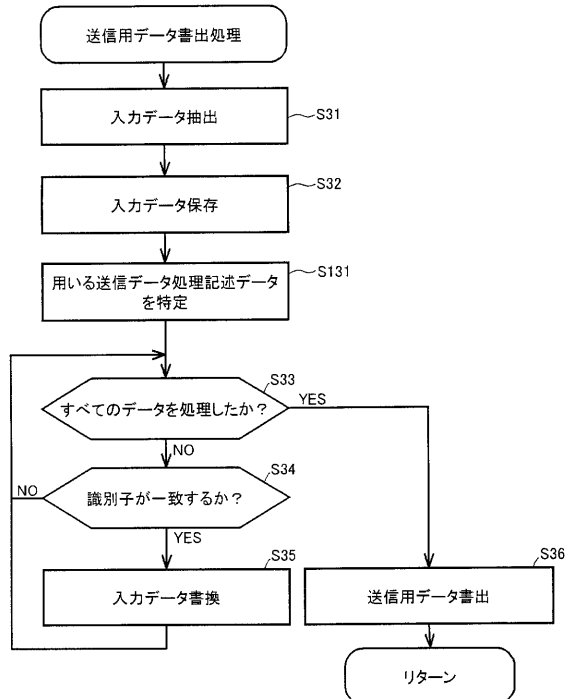 送信用データ書出処理
入力データ抽出
S31
入力データ保存
S32
用いる送信データ処理記述データ
を特定
S131
すべてのデータを処理したか？
S33
YES
NO
識別子が一致するか？
S34
NO
YES
入力データ書換
S35
送信用データ書出
S36
リターン